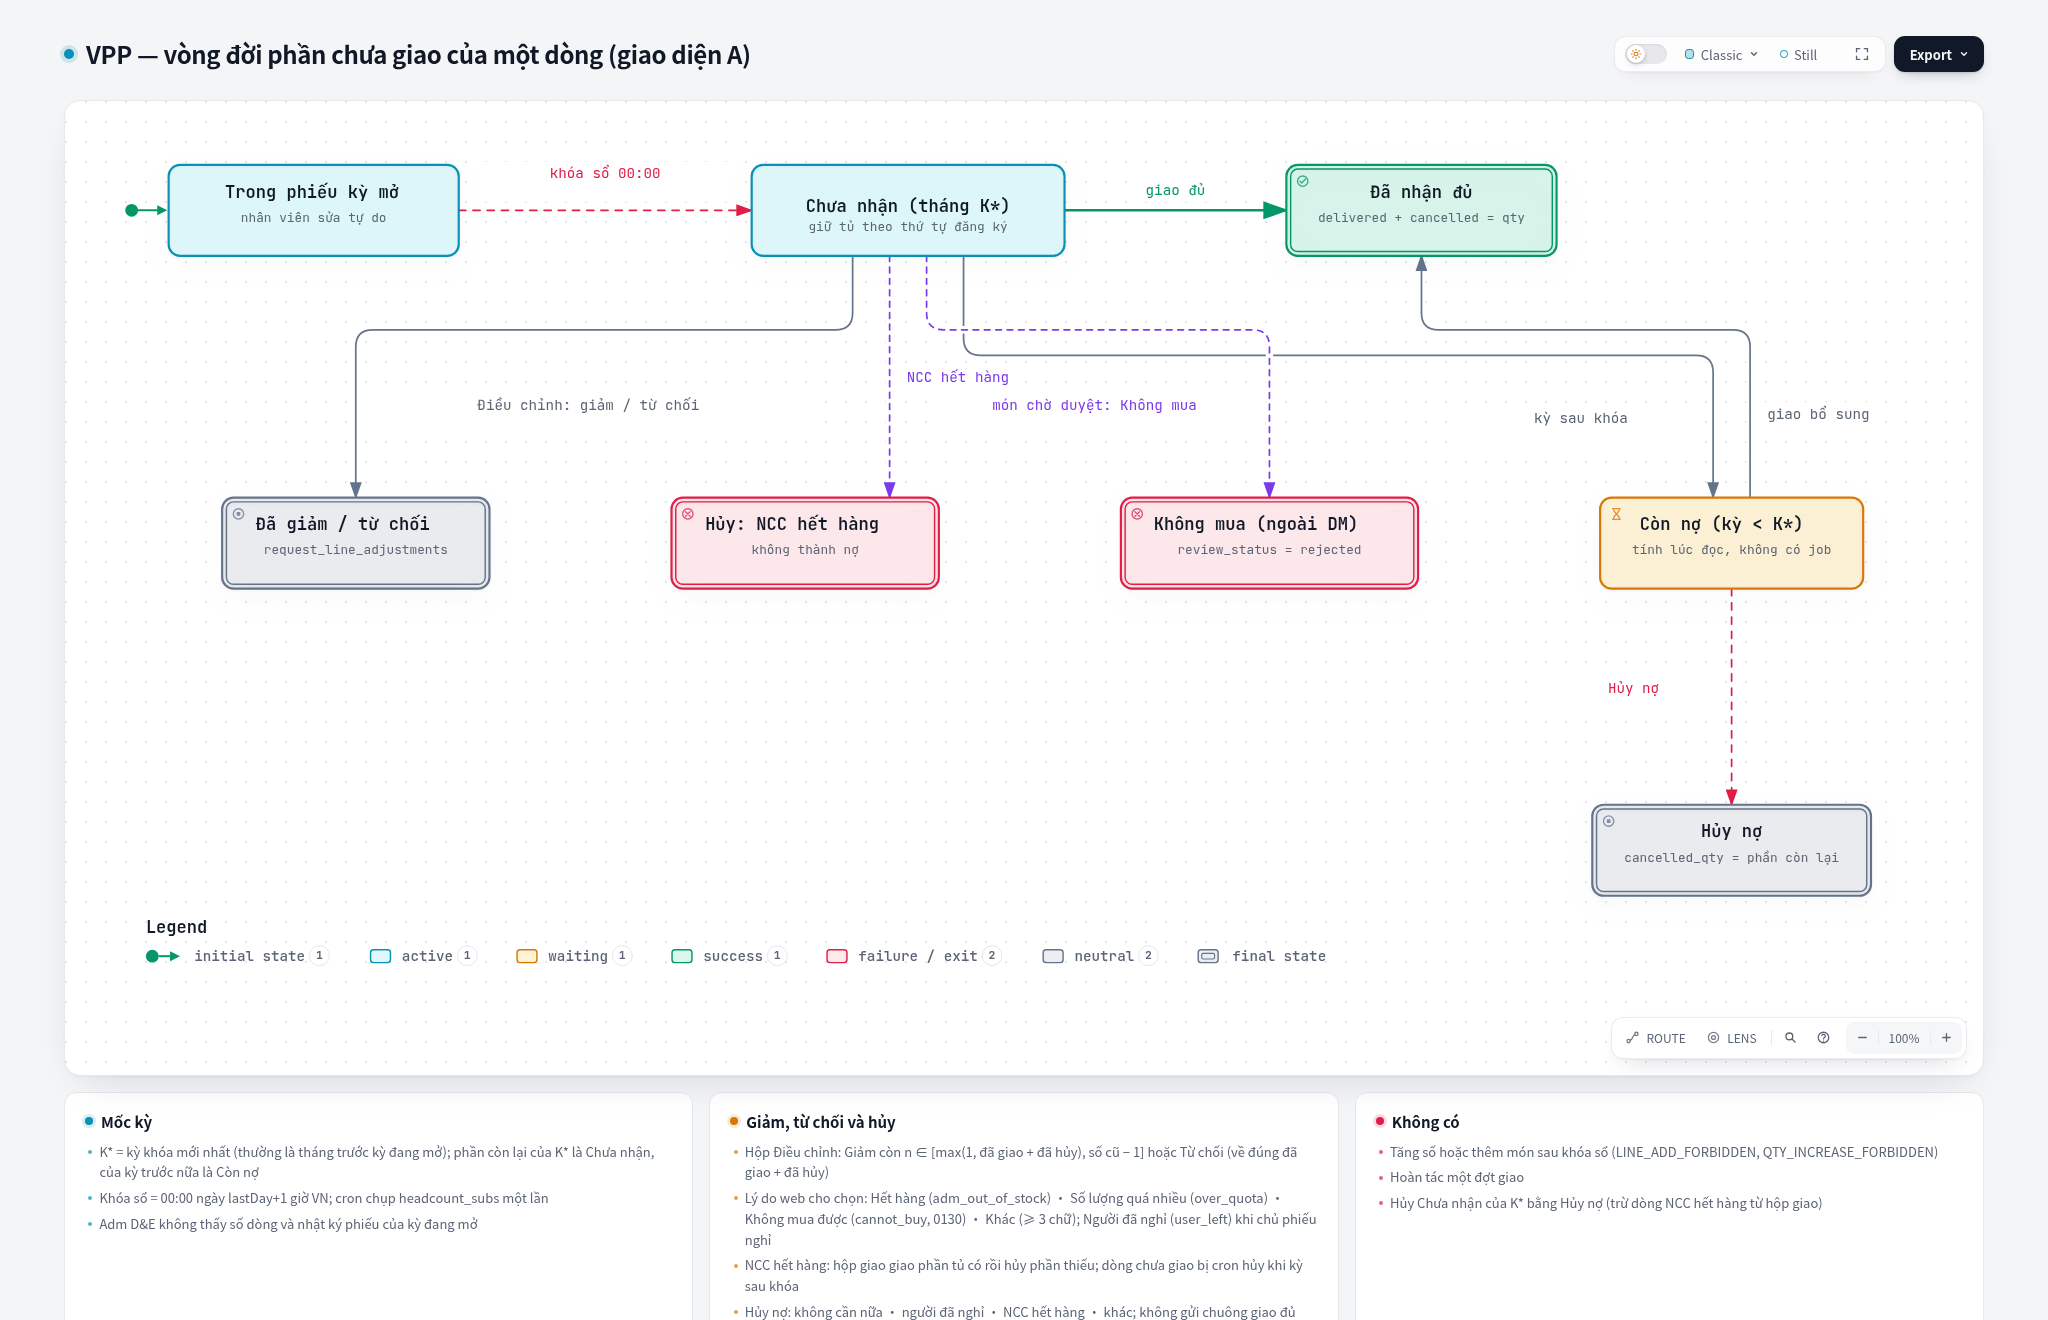 VPP — vòng đời phần chưa giao của một dòng (giao diện A)
Classic
Still
Export
Trong phiếu kỳ mở
nhân viên sửa tự do
khóa sổ 00:00
Chưa nhận (tháng K*)
giữ tủ theo thứ tự đăng ký
giao đủ
Đã nhận đủ
delivered + cancelled = qty
Điều chỉnh: giảm / từ chối
NCC hết hàng
món chờ duyệt: Không mua
kỳ sau khóa
giao bổ sung
Đã giảm / từ chối
request_line_adjustments
Hủy: NCC hết hàng
không thành nợ
Không mua (ngoài DM)
review_status = rejected
Còn nợ (kỳ < K*)
tính lúc đọc, không có job
Hủy nợ
Hủy nợ
cancelled_qty = phần còn lại
Legend
initial state 1
active 1
waiting 1
success 1
failure / exit 2
neutral 2
final state
ROUTE
LENS
− 100% +
Mốc kỳ
• K* = kỳ khóa mới nhất (thường là tháng trước kỳ đang mở); phần còn lại của K* là Chưa nhận,
của kỳ trước nữa là Còn nợ
• Khóa sổ = 00:00 ngày lastDay+1 giờ VN; cron chụp headcount_subs một lần
• Adm D&E không thấy số dòng và nhật ký phiếu của kỳ đang mở
Giảm, từ chối và hủy
• Hộp Điều chỉnh: Giảm còn n ∈ [max(1, đã giao + đã hủy), số cũ − 1] hoặc Từ chối (về đúng đã
giao + đã hủy)
• Lý do web cho chọn: Hết hàng (adm_out_of_stock) • Số lượng quá nhiều (over_quota) •
Không mua được (cannot_buy, 0130) • Khác (⩾ 3 chữ); Người đã nghỉ (user_left) khi chủ phiếu
nghỉ
• NCC hết hàng: hộp giao giao phần tủ có rồi hủy phần thiếu; dòng chưa giao bị cron hủy khi kỳ
sau khóa
• Hủy nợ: không cần nữa • người đã nghỉ • NCC hết hàng • khác; không gửi chuông giao đủ
Không có
• Tăng số hoặc thêm món sau khóa sổ (LINE_ADD_FORBIDDEN, QTY_INCREASE_FORBIDDEN)
• Hoàn tác một đợt giao
• Hủy Chưa nhận của K* bằng Hủy nợ (trừ dòng NCC hết hàng từ hộp giao)